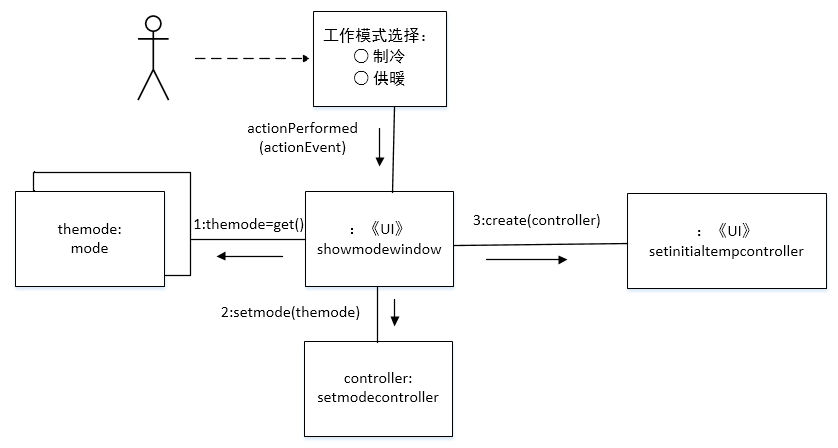 工作模式选择：
〇 制冷
〇 供暖
actionPerformed
(actionEvent)
themode:
mode
1:themode=get()
：《UI》
showmodewindow
3:create(controller)
：《UI》
setinitialtempcontroller
2:setmode(themode)
controller:
setmodecontroller